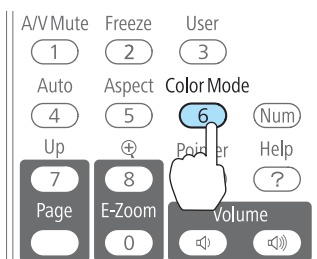 A/V Mute Freeze User
1 2 3
Auto Aspect Color Mode
4 5 6 Num
Up Help
7 8 ?
Page E-Zoom Volume
0